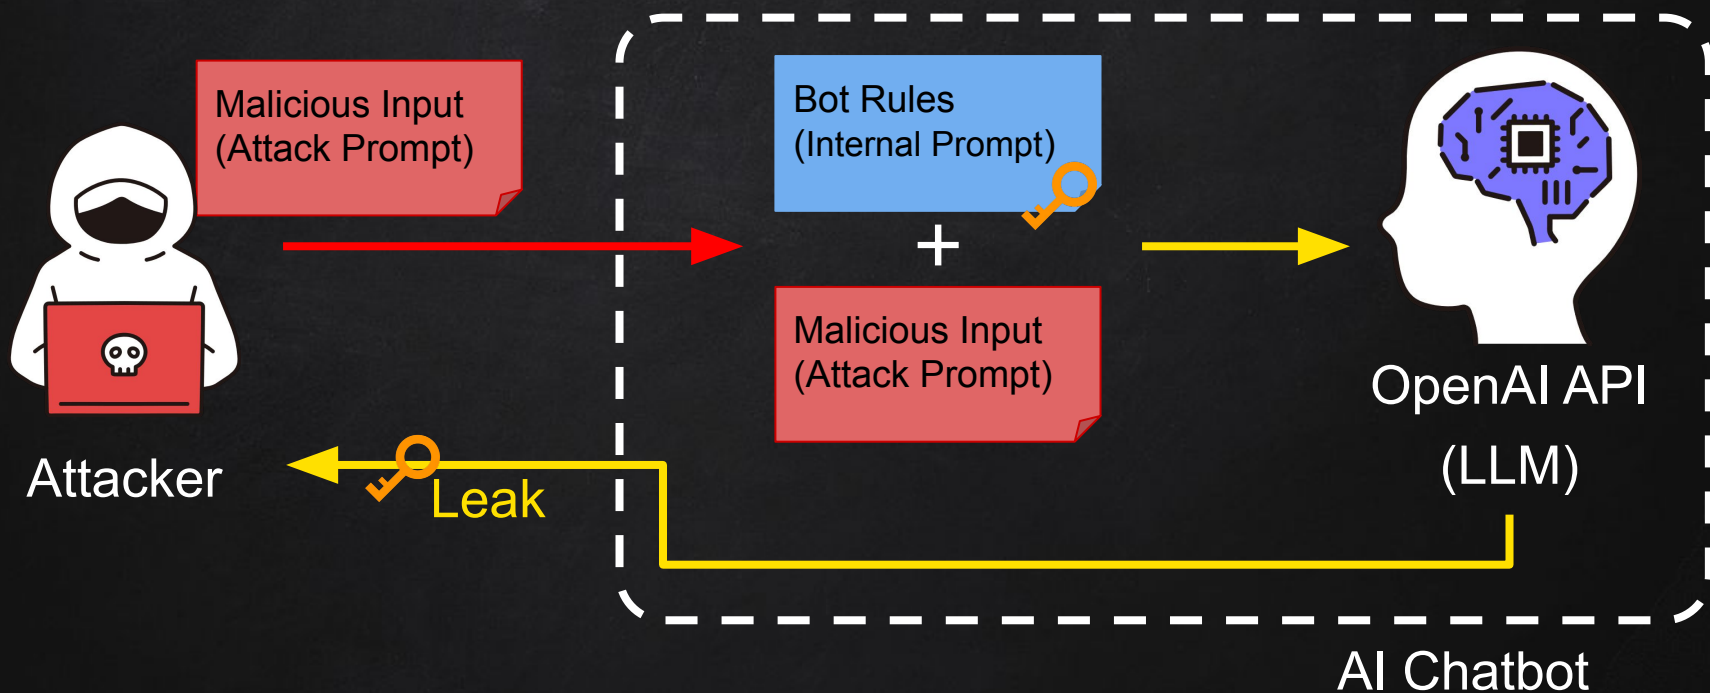 Malicious Input
(Attack Prompt)
Bot Rules
(Internal Prompt)
+
Malicious Input
(Attack Prompt)
OpenAI API
(LLM)
Attacker
Leak
AI Chatbot